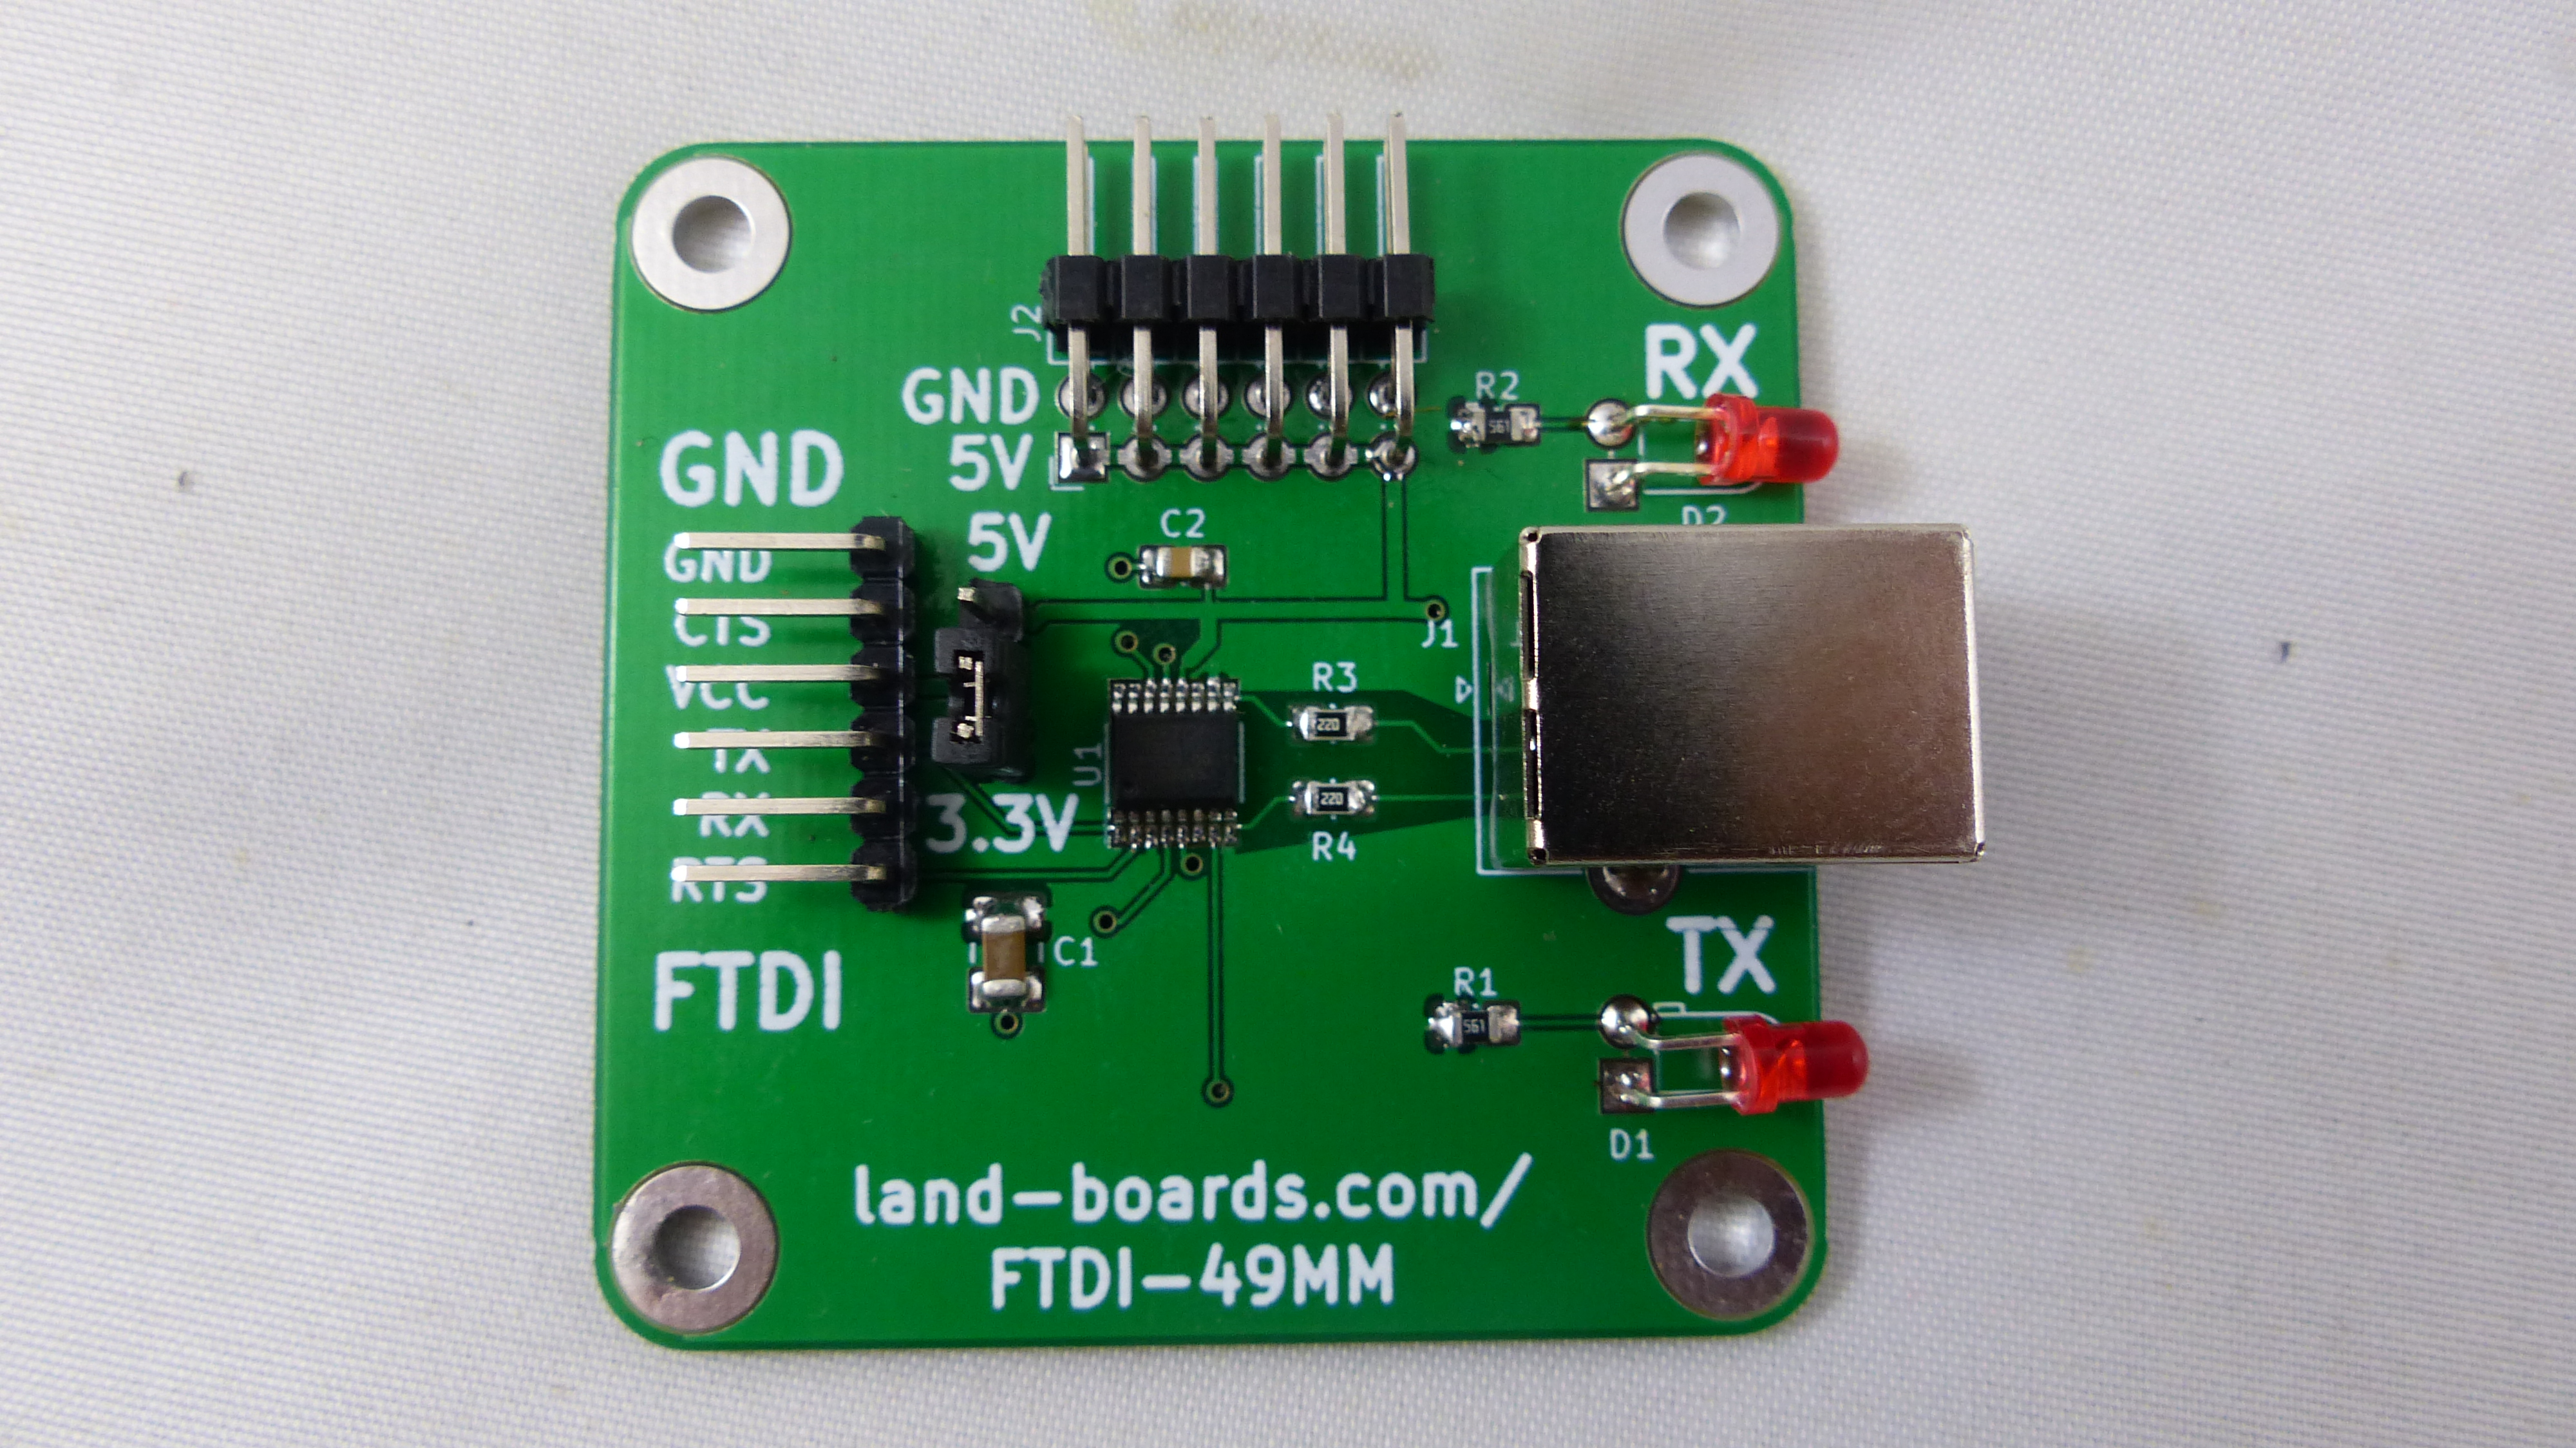 RX
J2
R2
GND
561
GND
5V
D2
5V
C2
GND
CTS
J1
VCC
R3
220
TX
U1
220
RX
3.3V
R4
RTS
TX
C1
FTDI
R1
561
D1
land-boards.com/
FTDI-49MM